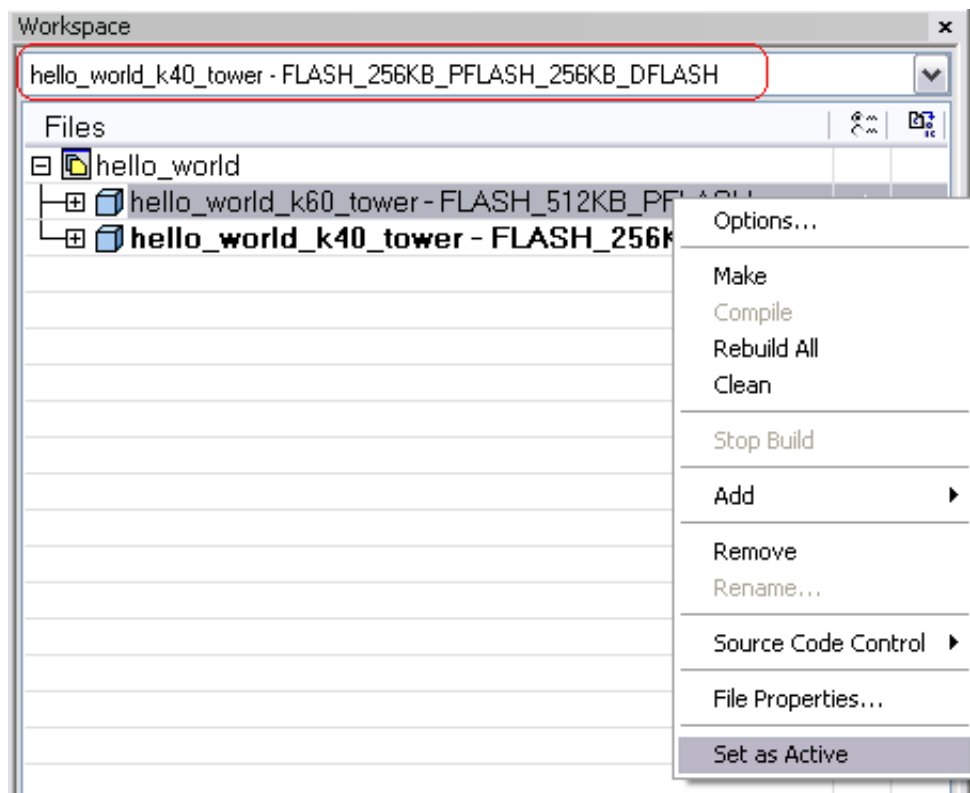 Workspace
hello_world_k40_tower - FLASH_256KB_PFLASH_256KB_DFLASH
Files
hello_world
hello_world_k60_tower - FLASH_512KB_PFLASH
hello_world_k40_tower - FLASH_256K
Options...
Make
Compile
Rebuild All
Clean
Stop Build
Add
Remove
Rename...
Source Code Control
File Properties...
Set as Active